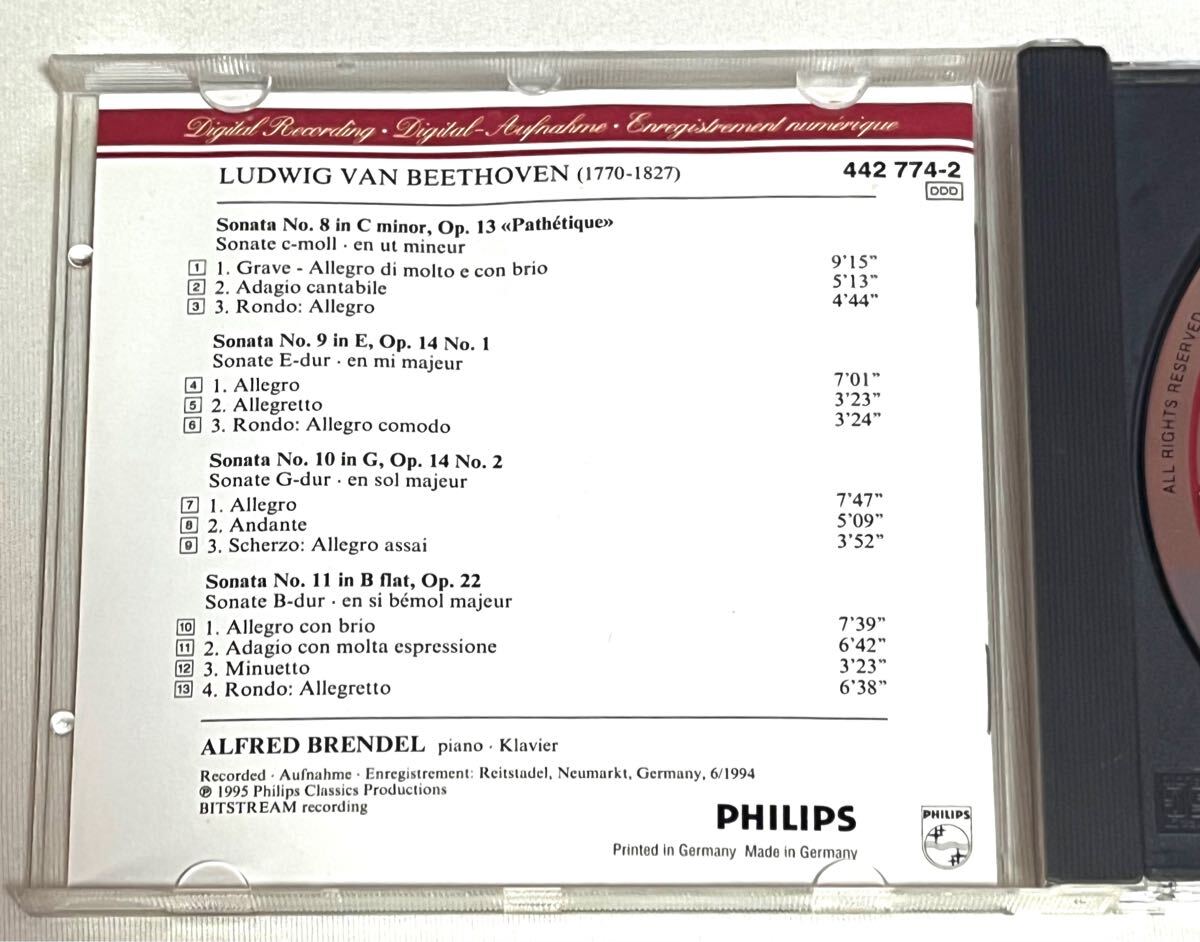 Digital Recording · Digital-Aufnahme · Enregistrement numérique
LUDWIG VAN BEETHOVEN (1770-1827) 442 774-2
DDD
Sonata No. 8 in C minor, Op. 13 «Pathétique»
Sonate c-moll · en ut mineur
1 1. Grave - Allegro di molto e con brio 9'15"
2 2. Adagio cantabile 5'13"
3 3. Rondo: Allegro 4'44"
Sonata No. 9 in E, Op. 14 No. 1
Sonate E-dur · en mi majeur
4 1. Allegro 7'01"
5 2. Allegretto 3'23"
6 3. Rondo: Allegro comodo 3'24"
Sonata No. 10 in G, Op. 14 No. 2
Sonate G-dur · en sol majeur
7 1. Allegro 7'47"
8 2. Andante 5'09"
9 3. Scherzo: Allegro assai 3'52"
Sonata No. 11 in B flat, Op. 22
Sonate B-dur · en si bémol majeur
10 1. Allegro con brio 7'39"
11 2. Adagio con molta espressione 6'42"
12 3. Minuetto 3'23"
13 4. Rondo: Allegretto 6'38"
ALFRED BRENDEL piano · Klavier
Recorded · Aufnahme · Enregistrement: Reitstadel, Neumarkt, Germany, 6/1994
℗ 1995 Philips Classics Productions
BITSTREAM recording
PHILIPS
PHILIPS
Printed in Germany Made in Germany
ALL RIGHTS RESERVED